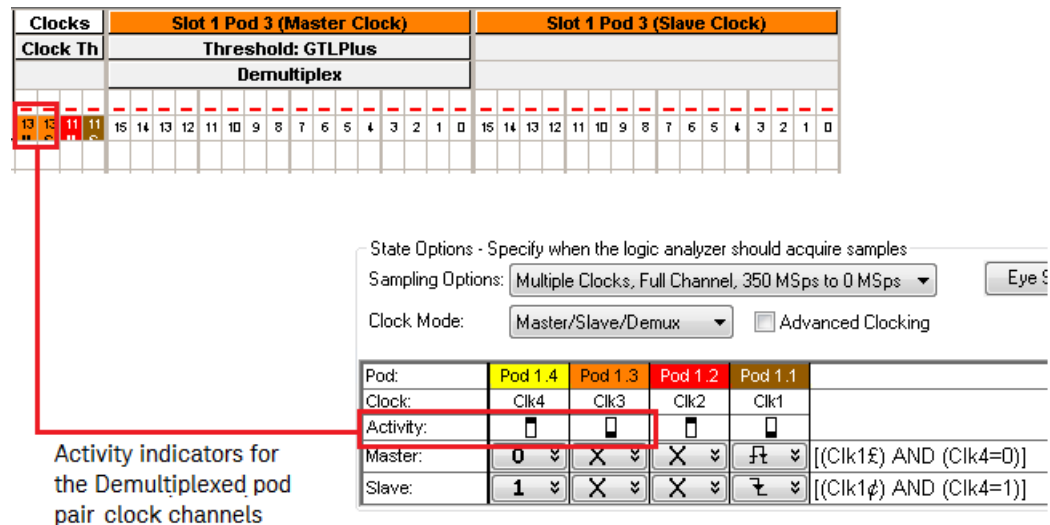 Clocks Slot 1 Pod 3 (Master Clock) Slot 1 Pod 3 (Slave Clock)
Clock Th Threshold: GTLPlus
Demultiplex
13 13 11 11 15 14 13 12 11 10 9 8 7 6 5 4 3 2 1 0 15 14 13 12 11 10 9 8 7 6 5 4 3 2 1 0
State Options - Specify when the logic analyzer should acquire samples
Sampling Options: Multiple Clocks, Full Channel, 350 MSps to 0 MSps Eye S
Clock Mode: Master/Slave/Demux Advanced Clocking
Pod: Pod 1.4 Pod 1.3 Pod 1.2 Pod 1.1
Clock: Clk4 Clk3 Clk2 Clk1
Activity:
Master: 0 X X [(Clk1£) AND (Clk4=0)]
Slave: 1 X X [(Clk1¢) AND (Clk4=1)]
Activity indicators for
the Demultiplexed pod
pair clock channels